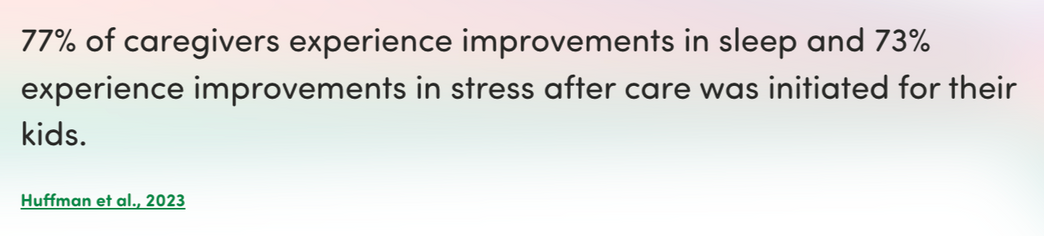 77% of caregivers experience improvements in sleep and 73%
experience improvements in stress after care was initiated for their
kids.
Huffman et al., 2023